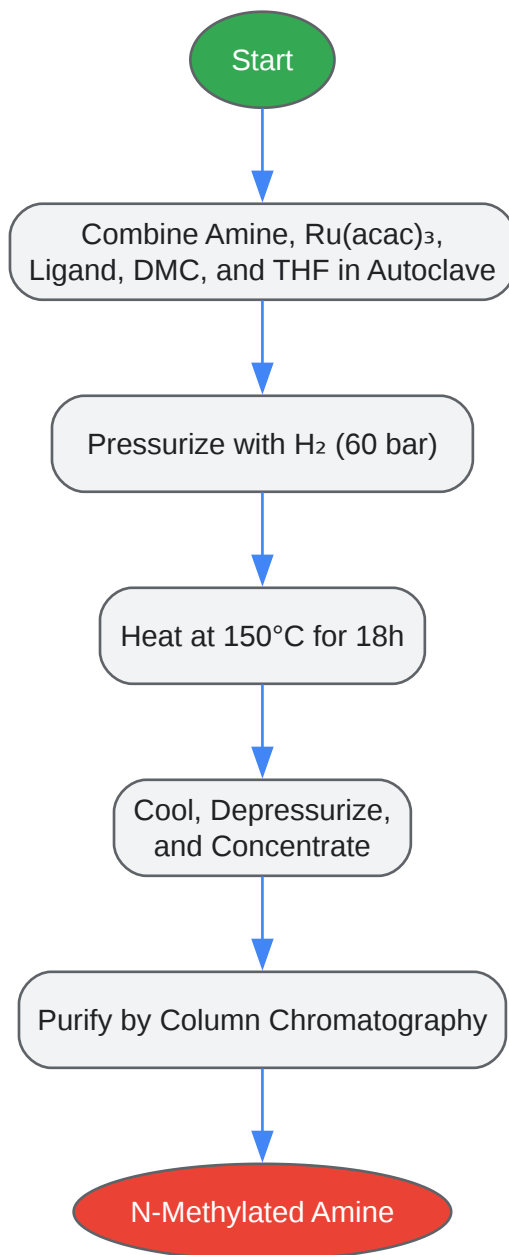 Start
Combine Amine, Ru(acac)₃,
Ligand, DMC, and THF in Autoclave
Pressurize with H₂ (60 bar)
Heat at 150°C for 18h
Cool, Depressurize,
and Concentrate
Purify by Column Chromatography
N-Methylated Amine